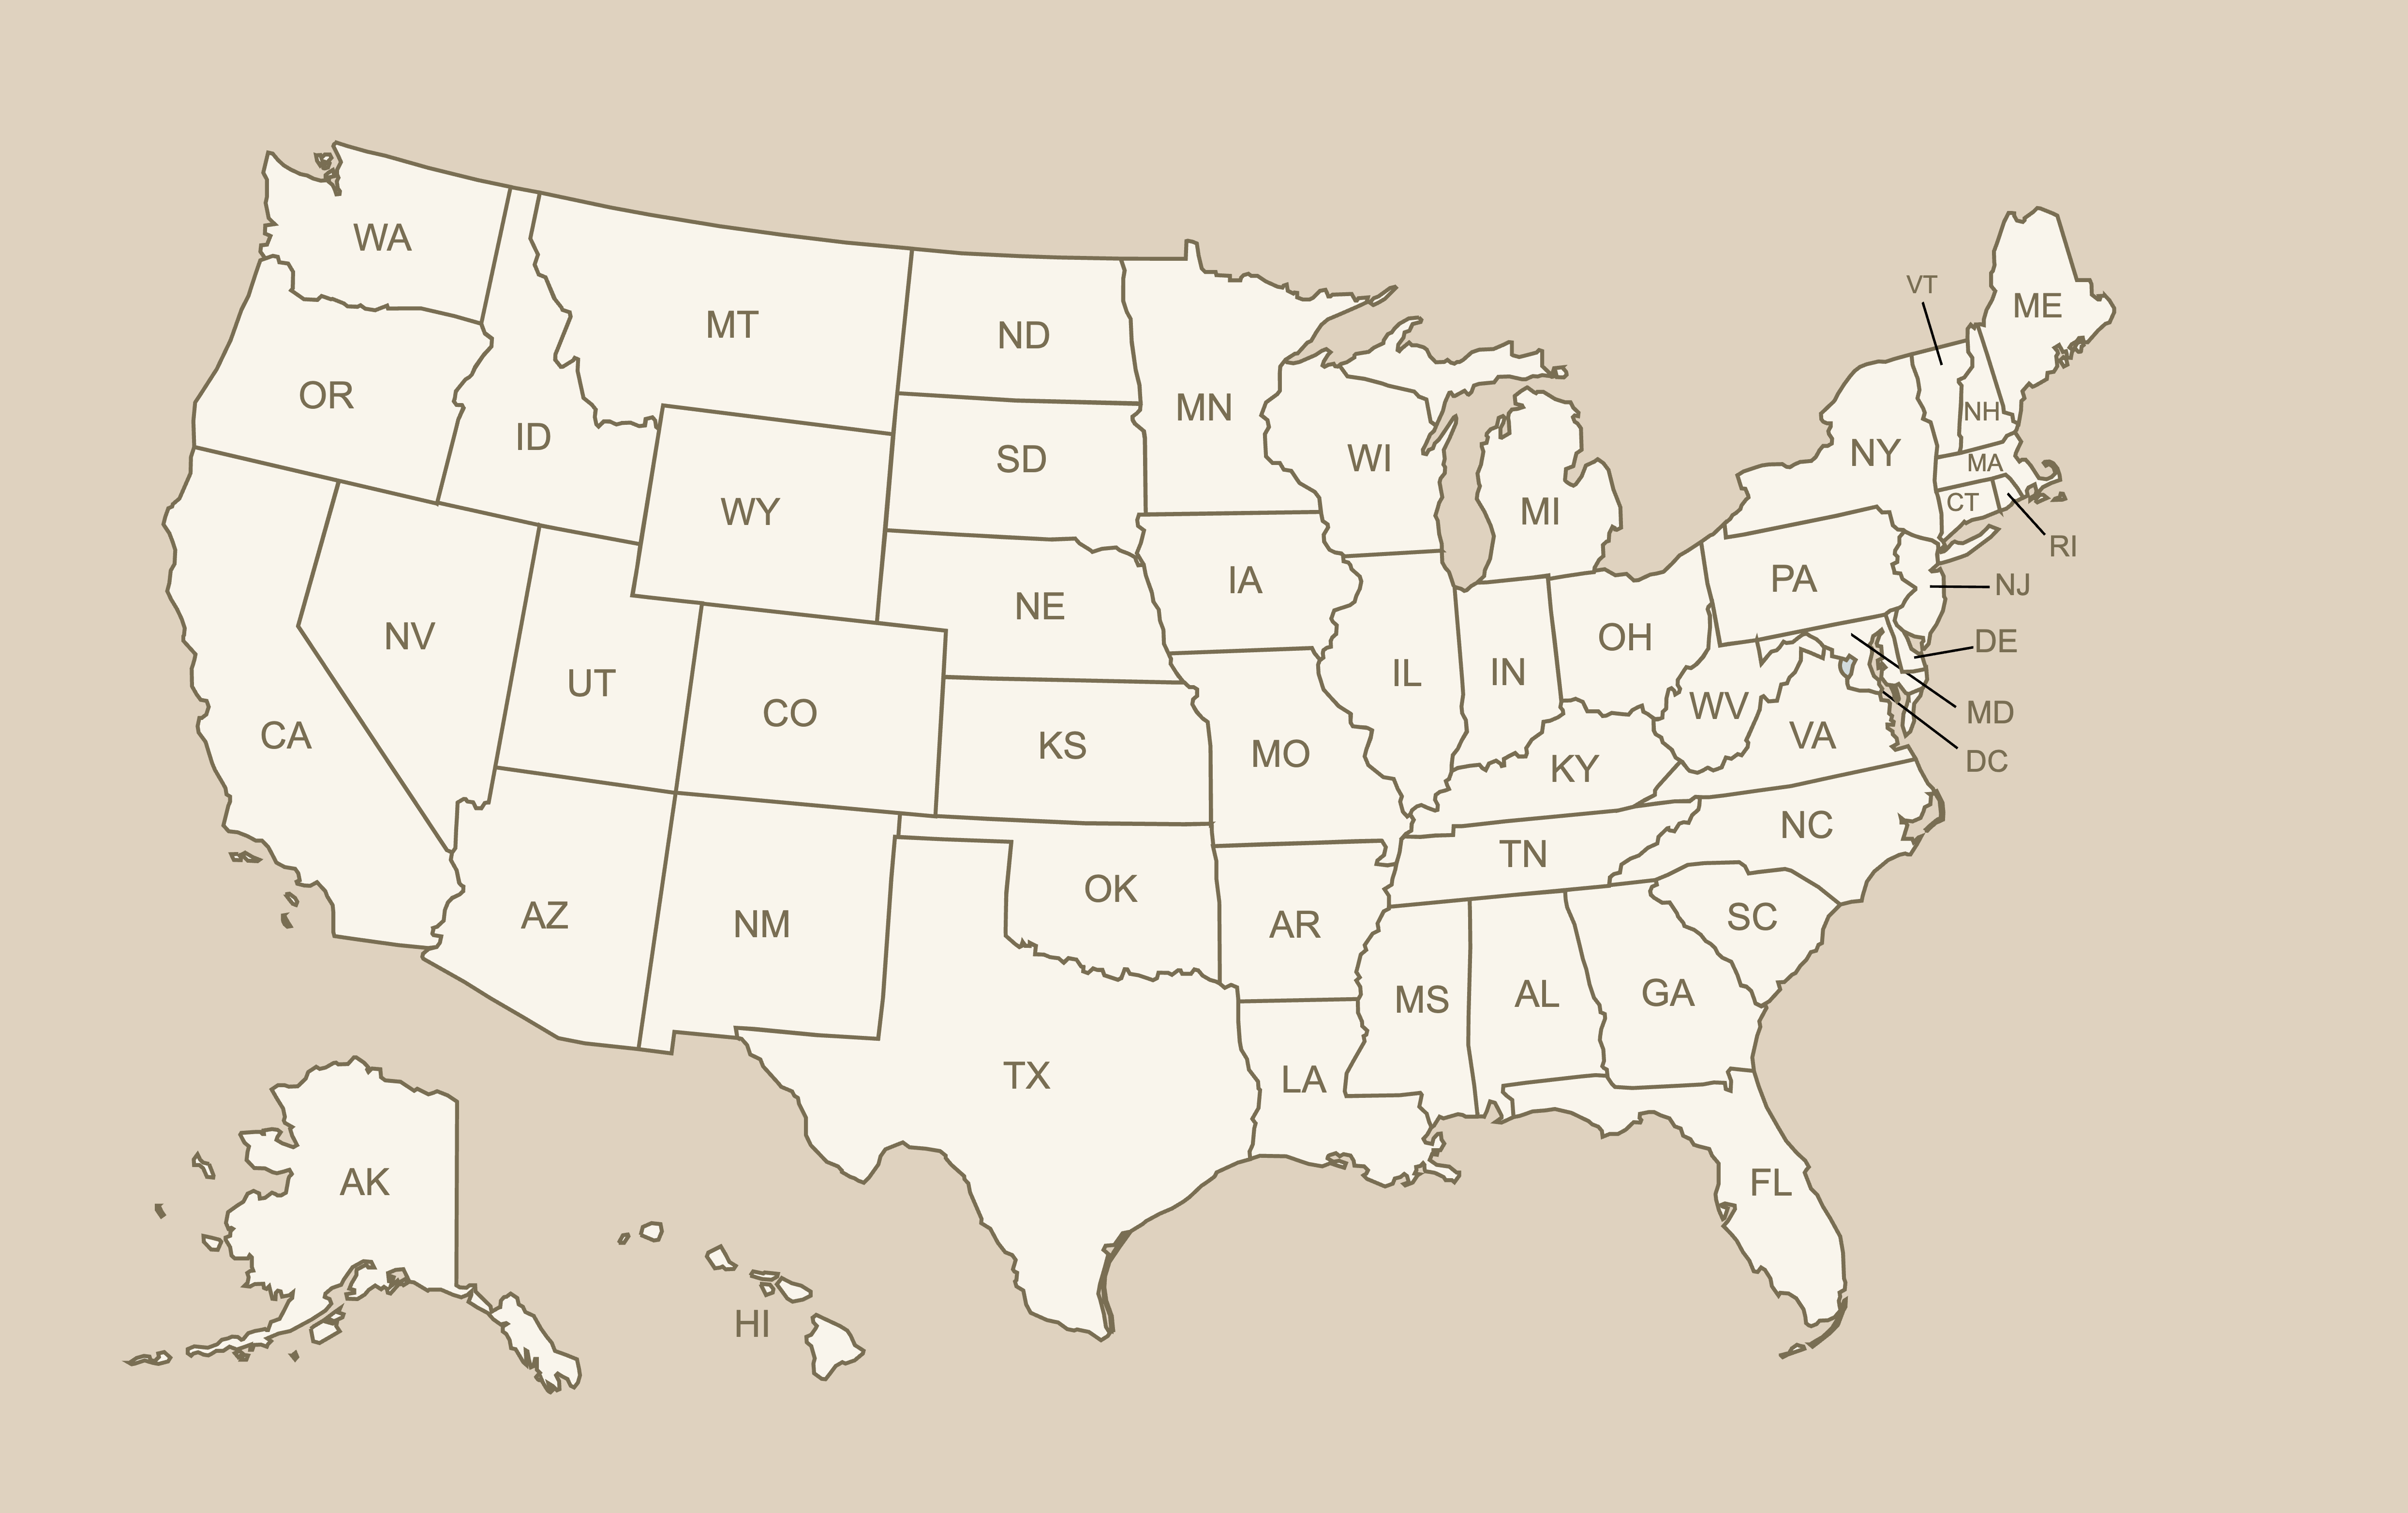 WA
MT
ND
MN
VT
ME
OR
ID
SD
WI
NH
NY
MA
WY
MI
CT
RI
NE
IA
PA
NJ
NV
UT
CO
IL
IN
OH
DE
WV
MD
CA
KS
MO
KY
VA
DC
AZ
NM
OK
AR
TN
NC
SC
MS
AL
GA
TX
LA
AK
FL
HI